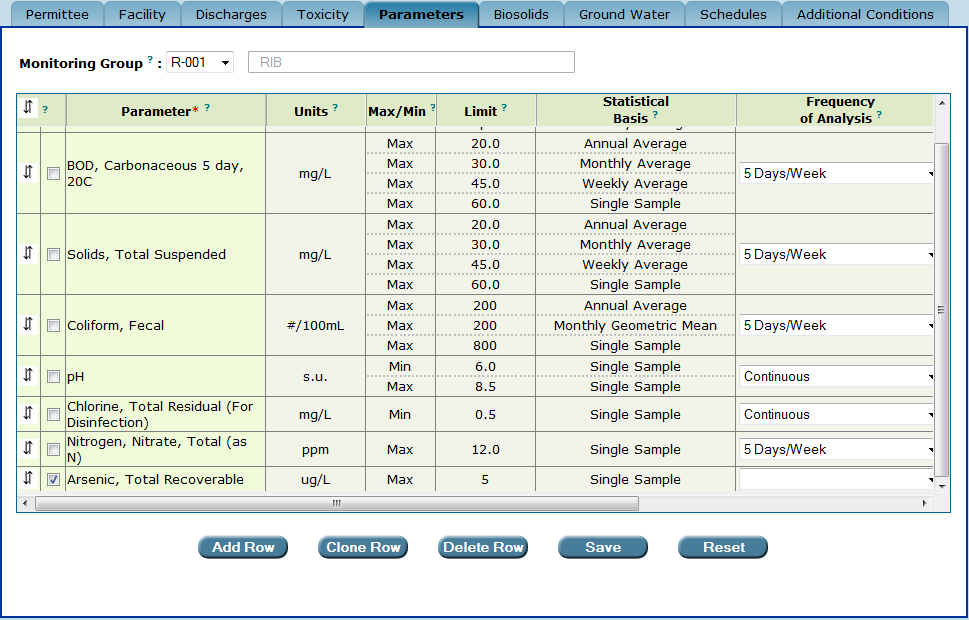 Permittee Facility Discharges Toxicity Parameters Biosolids Ground Water Schedules Additional Conditions
Monitoring Group ? : R-001 RIB
? Parameter* ? Units ? Max/Min ? Limit ? Statistical Basis ? Frequency of Analysis ?
BOD, Carbonaceous 5 day, 20C mg/L Max 20.0 Annual Average 5 Days/Week
Max 30.0 Monthly Average
Max 45.0 Weekly Average
Max 60.0 Single Sample
Solids, Total Suspended mg/L Max 20.0 Annual Average 5 Days/Week
Max 30.0 Monthly Average
Max 45.0 Weekly Average
Max 60.0 Single Sample
Coliform, Fecal #/100mL Max 200 Annual Average 5 Days/Week
Max 200 Monthly Geometric Mean
Max 800 Single Sample
pH s.u. Min 6.0 Single Sample Continuous
Max 8.5 Single Sample
Chlorine, Total Residual (For Disinfection) mg/L Min 0.5 Single Sample Continuous
Nitrogen, Nitrate, Total (as N) ppm Max 12.0 Single Sample 5 Days/Week
Arsenic, Total Recoverable ug/L Max 5 Single Sample
Add Row Clone Row Delete Row Save Reset